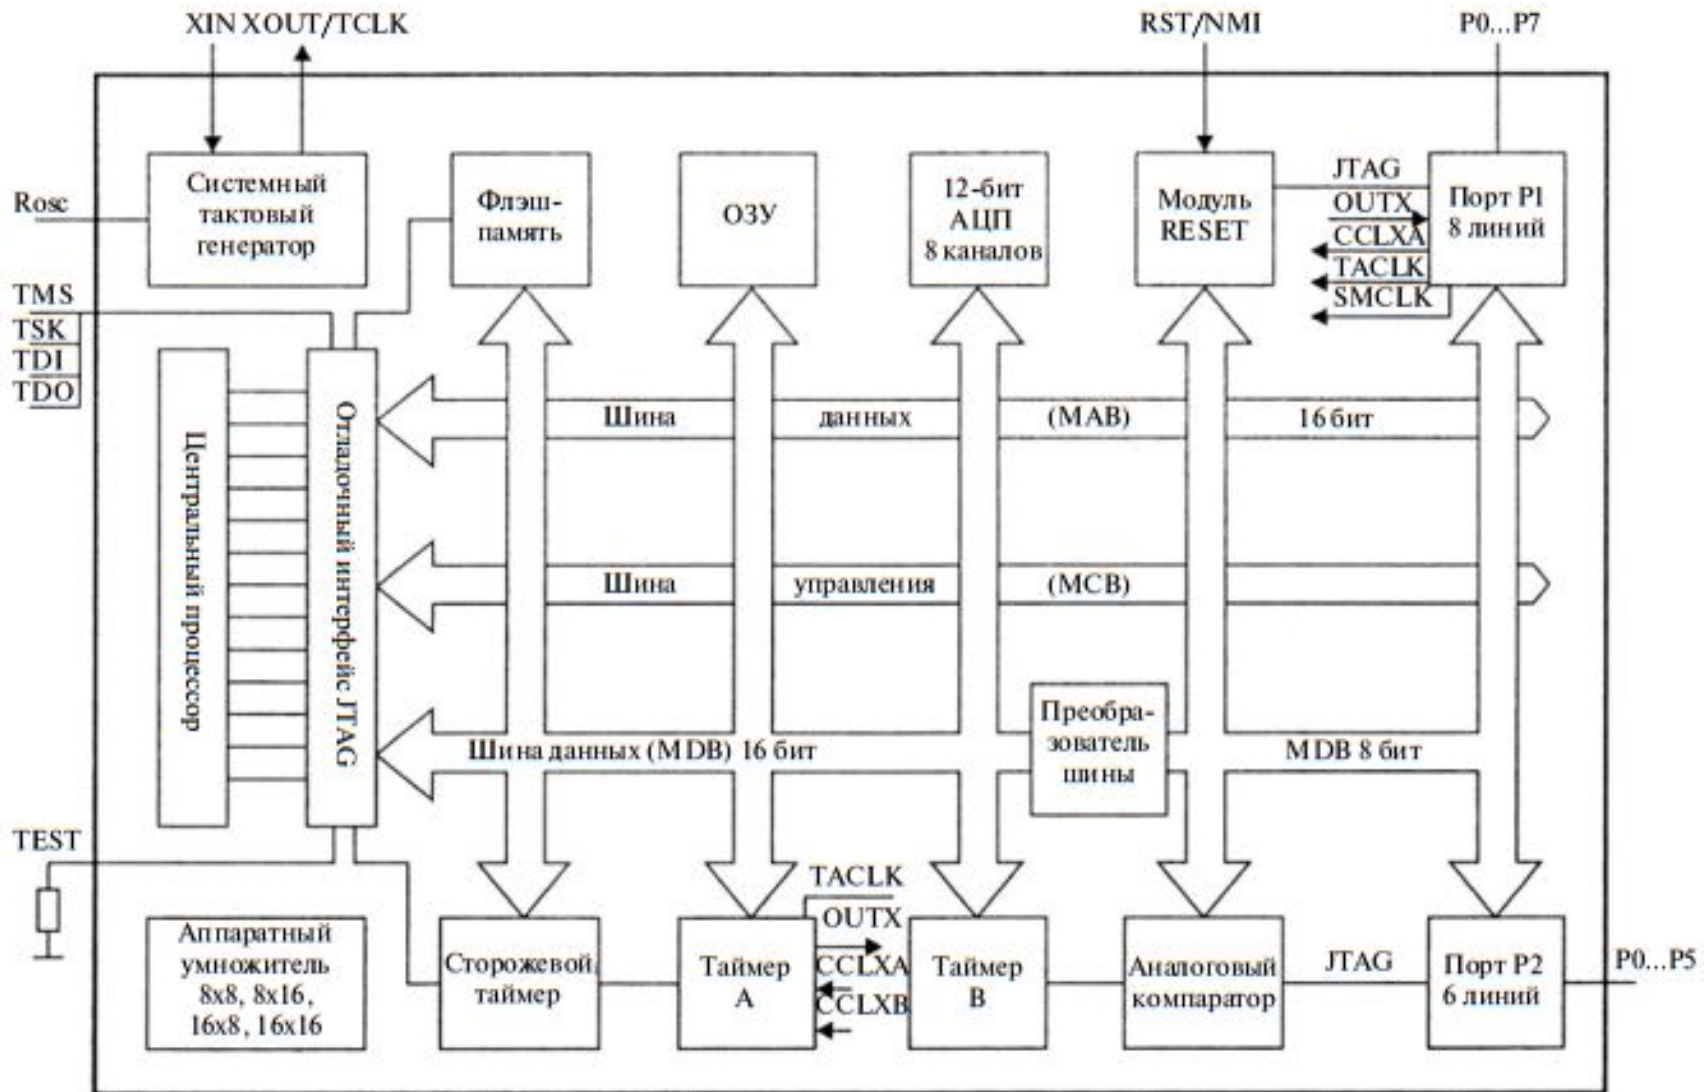 XIN XOUT/TCLK
RST/NMI
P0...P7
Системный
тактовый
генератор
Флэш-
память
ОЗУ
12-бит
АЦП
8 каналов
Модуль
RESET
JTAG
OUTX
CCLXA
TACLK
SMCLK
Порт P1
8 линий
Rosc
TMS
TSK
TDI
TDO
Центральный процессор
Отладочный интерфейс JTAG
Шина данных (MAB) 16 бит
Шина управления (MCB)
Преобра-
зователь
шины
Шина данных (MDB) 16 бит
MDB 8 бит
TEST
Аппаратный
умножитель
8x8, 8x16,
16x8, 16x16
Сторожевой
таймер
Таймер
A
TACLK
OUTX
CCLXA
CCLXB
Таймер
B
Аналоговый
компаратор
JTAG
Порт P2
6 линий
P0...P5